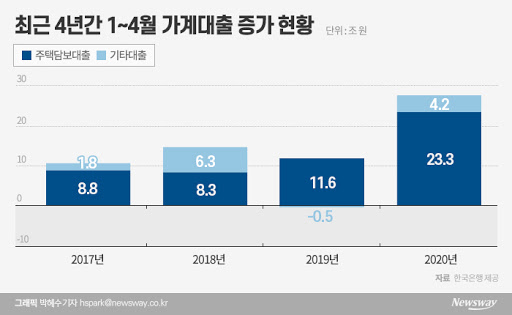 최근 4년간 1~4월 가계대출 증가 현황
단위:조 원
주택담보대출 기타대출
30
20
10
0
-10
1.8
8.8
6.3
8.3
11.6
-0.5
4.2
23.3
2017년 2018년 2019년 2020년
자료 한국은행 제공
그래픽 박혜수 기자 hspark@newsway.co.kr
Newsway